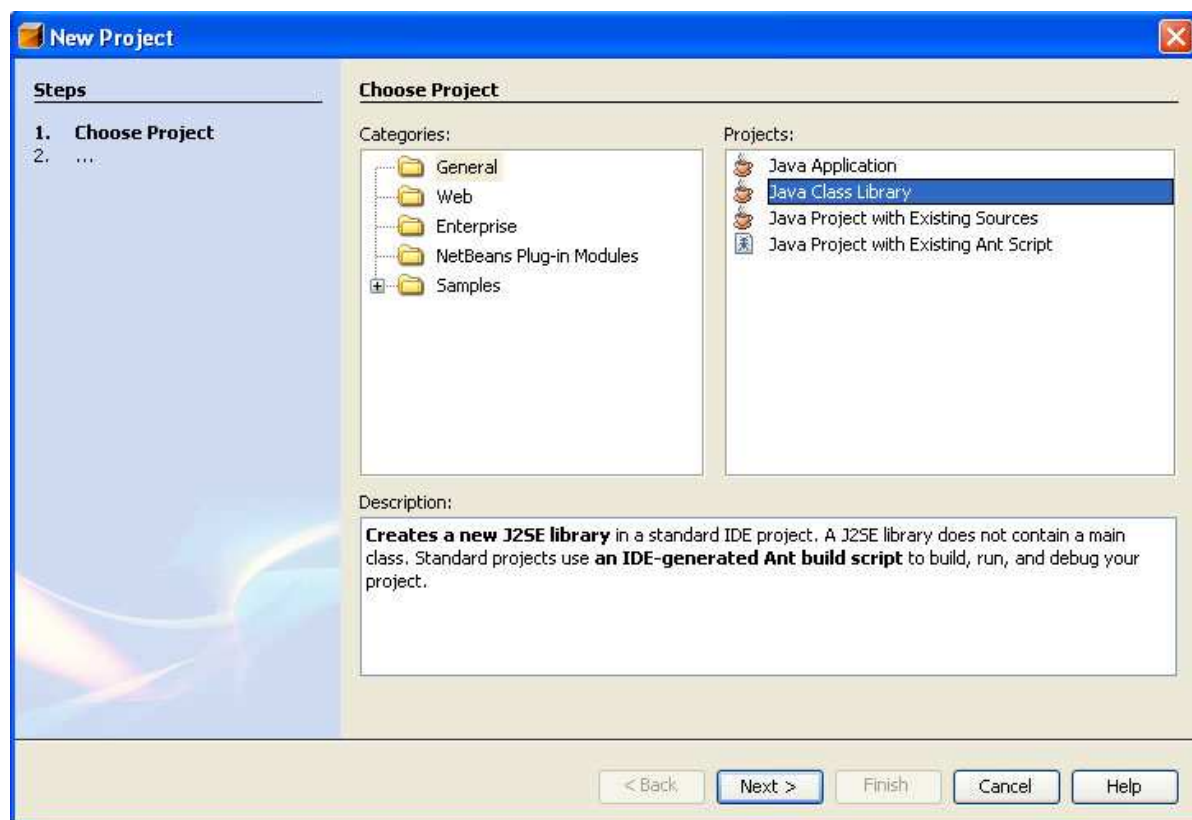 New Project
Steps
1. Choose Project
2. ...
Choose Project
Categories:
General
Web
Enterprise
NetBeans Plug-in Modules
Samples
Projects:
Java Application
Java Class Library
Java Project with Existing Sources
Java Project with Existing Ant Script
Description:
Creates a new J2SE library in a standard IDE project. A J2SE library does not contain a main
class. Standard projects use an IDE-generated Ant build script to build, run, and debug your
project.
< Back
Next >
Finish
Cancel
Help